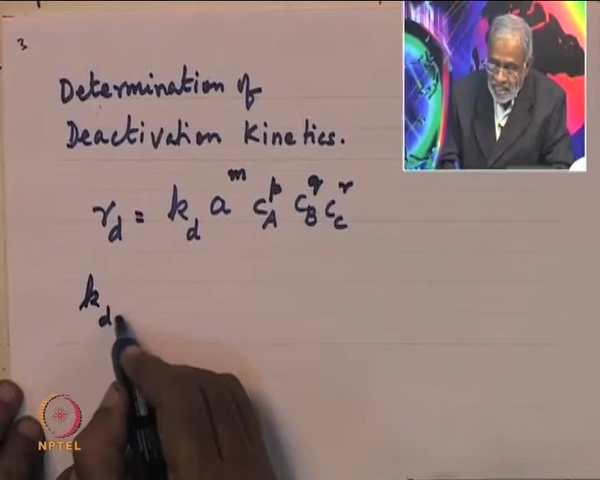 3
Determination of
Deactivation Kinetics.
r_d = k_d a^m C_A^p C_B^q C_C^r
k_d
NPTEL